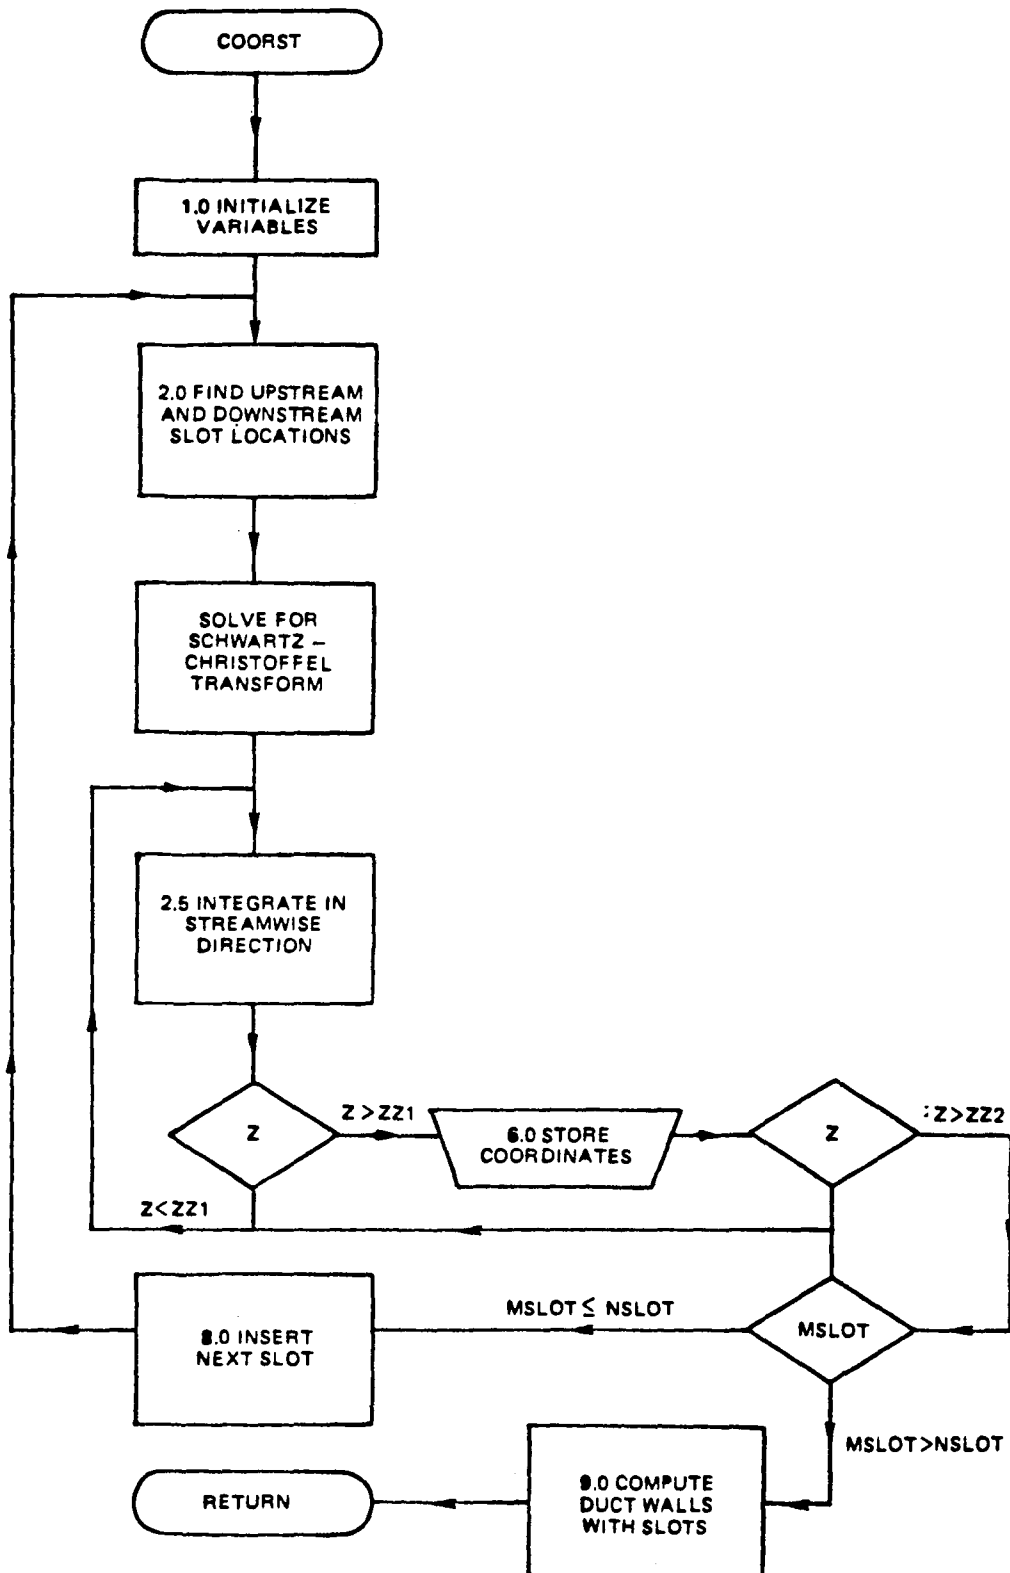 COORST
1.0 INITIALIZE
VARIABLES
2.0 FIND UPSTREAM
AND DOWNSTREAM
SLOT LOCATIONS
SOLVE FOR
SCHWARTZ –
CHRISTOFFEL
TRANSFORM
2.5 INTEGRATE IN
STREAMWISE
DIRECTION
Z
Z > ZZ1
6.0 STORE
COORDINATES
Z
Z>ZZ2
Z<ZZ1
8.0 INSERT
NEXT SLOT
MSLOT ≤ NSLOT
MSLOT
MSLOT>NSLOT
9.0 COMPUTE
DUCT WALLS
WITH SLOTS
RETURN